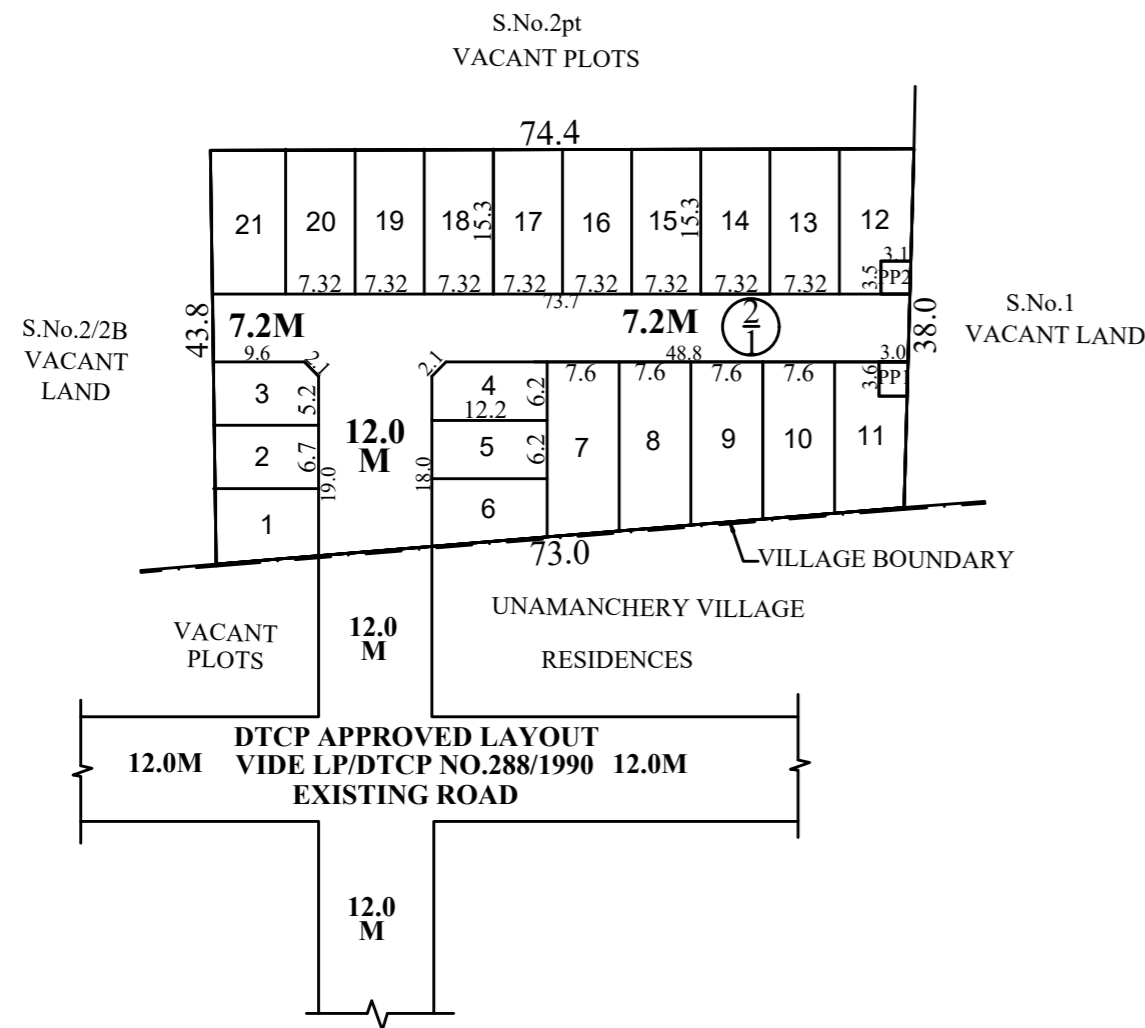 S.No.2pt
VACANT PLOTS
74.4
21
20
19
18
17
16
15
14
13
12
15.3
15.3
3.1
3.5
PP2
7.32
7.32
7.32
7.32
7.32
7.32
7.32
7.32
73.7
43.8
38.0
S.No.2/2B
VACANT
LAND
S.No.1
VACANT LAND
7.2M
7.2M
2
1
9.6
2.1
2.1
48.8
3.0
3.6
PP1
3
5.2
4
6.2
12.2
7.6
7.6
7.6
7.6
2
6.7
12.0
M
5
6.2
7
8
9
10
11
19.0
18.0
1
6
73.0
VILLAGE BOUNDARY
UNAMANCHERY VILLAGE
VACANT
PLOTS
12.0
M
RESIDENCES
DTCP APPROVED LAYOUT
12.0M VIDE LP/DTCP NO.288/1990 12.0M
EXISTING ROAD
12.0
M